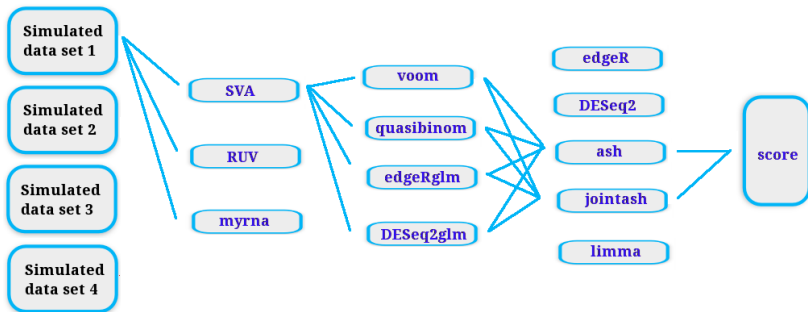 Simulated
data set 1
Simulated
data set 2
Simulated
data set 3
Simulated
data set 4
SVA
RUV
myrna
voom
quasibinom
edgeRglm
DESeq2glm
edgeR
DESeq2
ash
jointash
limma
score